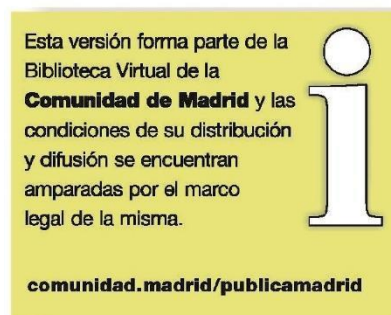 Esta versión forma parte de la
Biblioteca Virtual de la
Comunidad de Madrid y las
condiciones de su distribución
y difusión se encuentran
amparadas por el marco
legal de la misma.
comunidad.madrid/publicamadrid
i